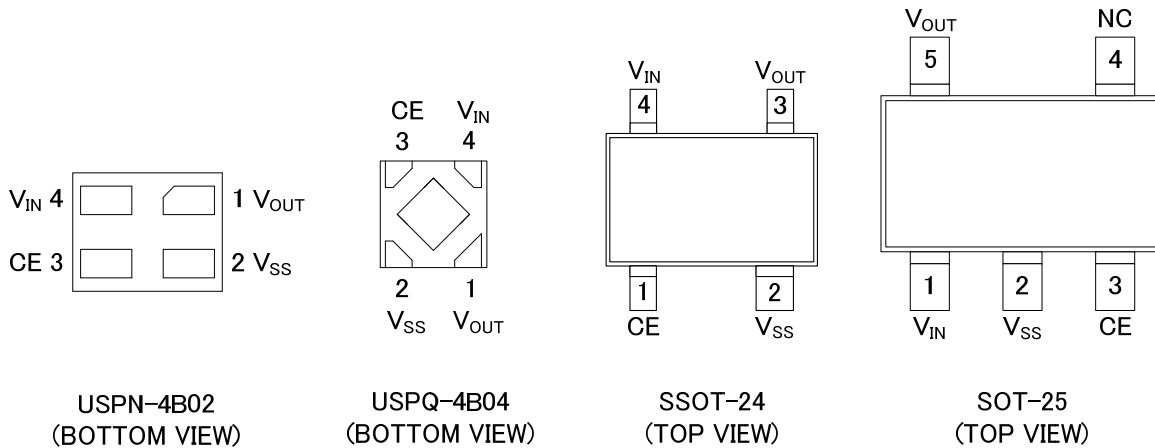 V_IN 4
1 V_OUT
CE 3
2 V_SS
USPN-4B02
(BOTTOM VIEW)
CE V_IN
3 4
2 1
V_SS V_OUT
USPQ-4B04
(BOTTOM VIEW)
V_IN V_OUT
4 3
1 2
CE V_SS
SSOT-24
(TOP VIEW)
V_OUT NC
5 4
1 2 3
V_IN V_SS CE
SOT-25
(TOP VIEW)